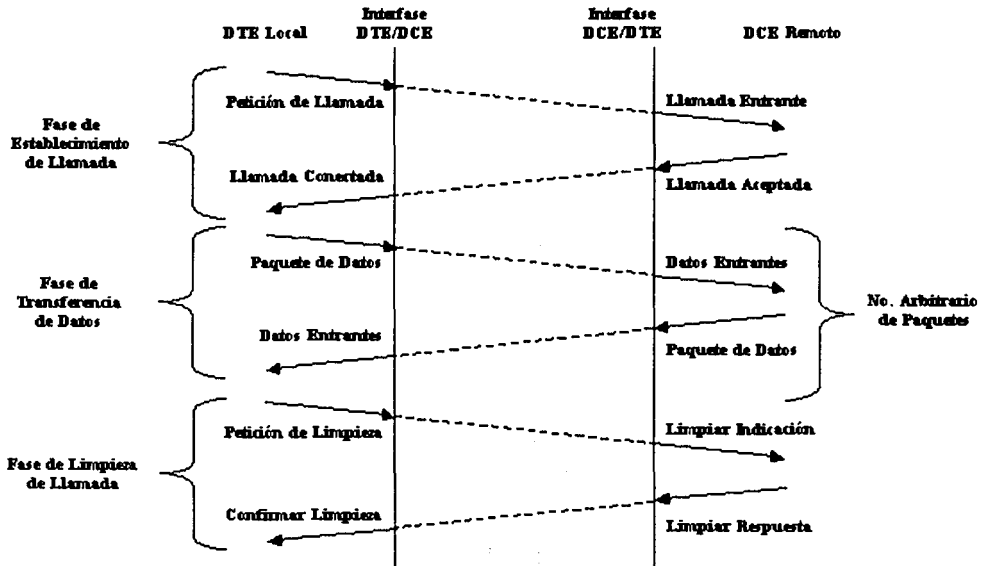 DTE Local
Interfase
DTE/DCE
Interfase
DCE/DTE
DCE Remoto
Fase de
Establecimiento
de Llamada
Petición de Llamada
Llamada Entrante
Llamada Conectada
Llamada Aceptada
Fase de
Transferencia
de Datos
Paquete de Datos
Datos Entrantes
Datos Entrantes
Paquete de Datos
No. Arbitrario
de Paquetes
Fase de Limpieza
de Llamada
Petición de Limpieza
Limpiar Indicación
Confirmar Limpieza
Limpiar Respuesta